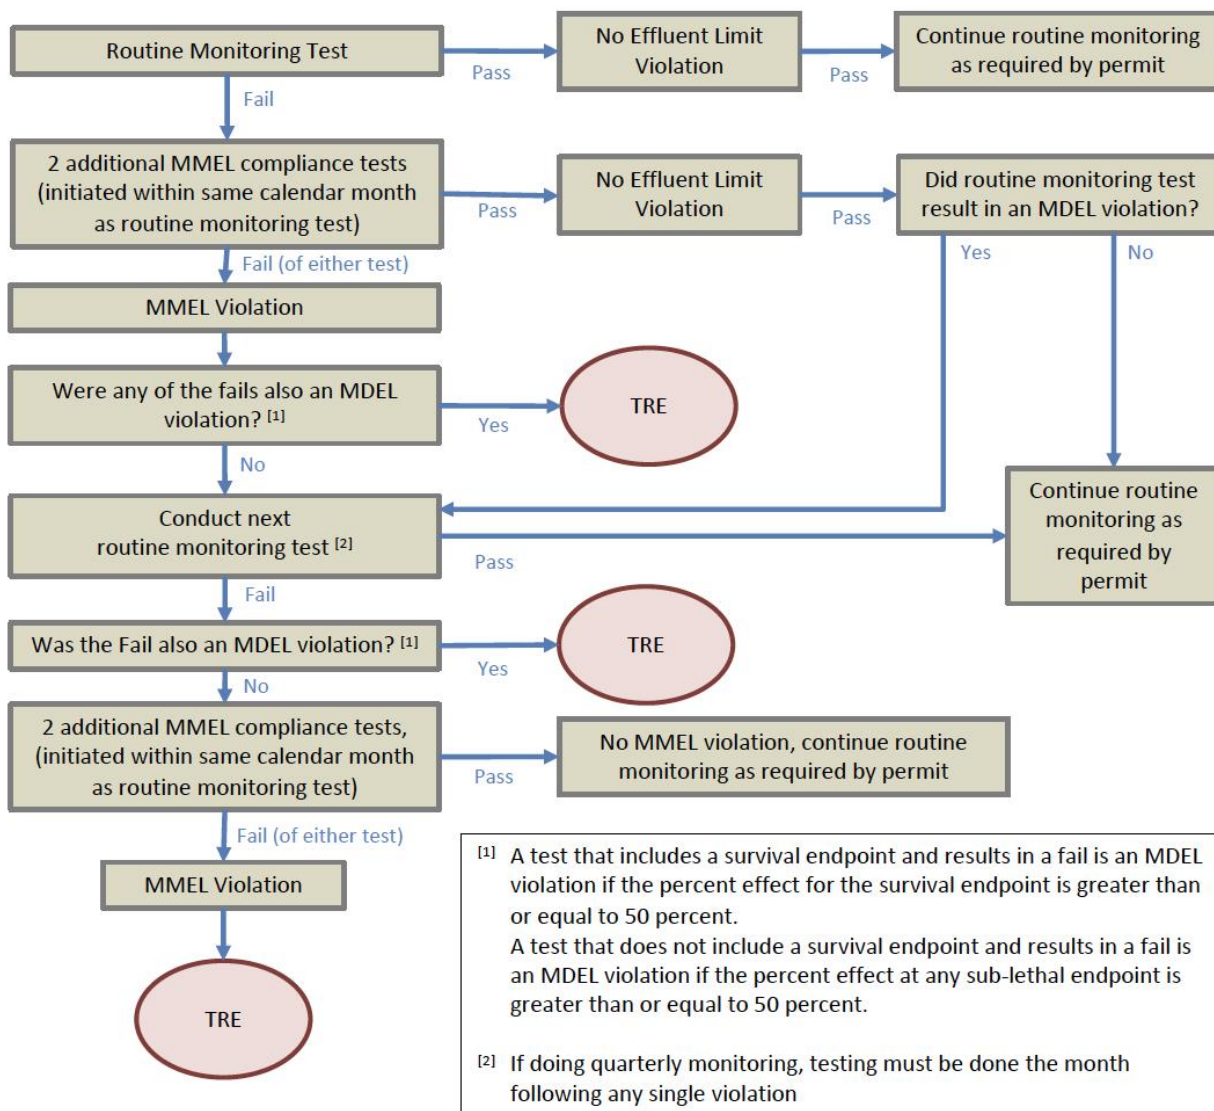 Routine Monitoring Test
Pass
No Effluent Limit
Violation
Pass
Continue routine monitoring
as required by permit
Fail
2 additional MMEL compliance tests
(initiated within same calendar month
as routine monitoring test)
Pass
No Effluent Limit
Violation
Pass
Did routine monitoring test
result in an MDEL violation?
Fail (of either test)
Yes
No
MMEL Violation
Were any of the fails also an MDEL
violation? [1]
Yes
TRE
No
Conduct next
routine monitoring test [2]
Pass
Continue routine
monitoring as
required by
permit
Fail
Was the Fail also an MDEL violation? [1]
Yes
TRE
No
2 additional MMEL compliance tests,
(initiated within same calendar month
as routine monitoring test)
Pass
No MMEL violation, continue routine
monitoring as required by permit
Fail (of either test)
MMEL Violation
TRE
[1] A test that includes a survival endpoint and results in a fail is an MDEL
violation if the percent effect for the survival endpoint is greater than
or equal to 50 percent.
A test that does not include a survival endpoint and results in a fail is
an MDEL violation if the percent effect at any sub-lethal endpoint is
greater than or equal to 50 percent.
[2] If doing quarterly monitoring, testing must be done the month
following any single violation